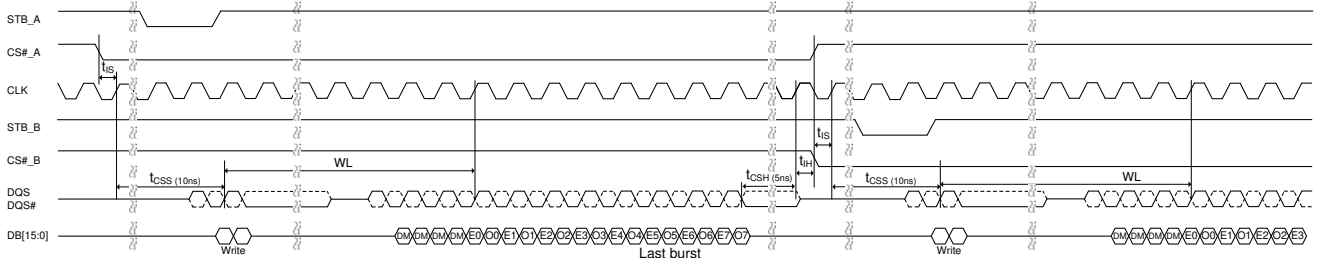 STB_A
CS#_A
tIS
CLK
STB_B
tIS
CS#_B
WL
tIH
tCSS (10ns)
tCSH (5ns)
tCSS (10ns)
WL
DQS
DQS#
DB[15:0]
DM DM DM DM E0 O0 E1 O1 E2 O2 E3 O3 E4 O4 E5 O5 E6 O6 E7 O7
DM DM DM DM E0 O0 E1 O1 E2 O2 E3
Write
Last burst
Write